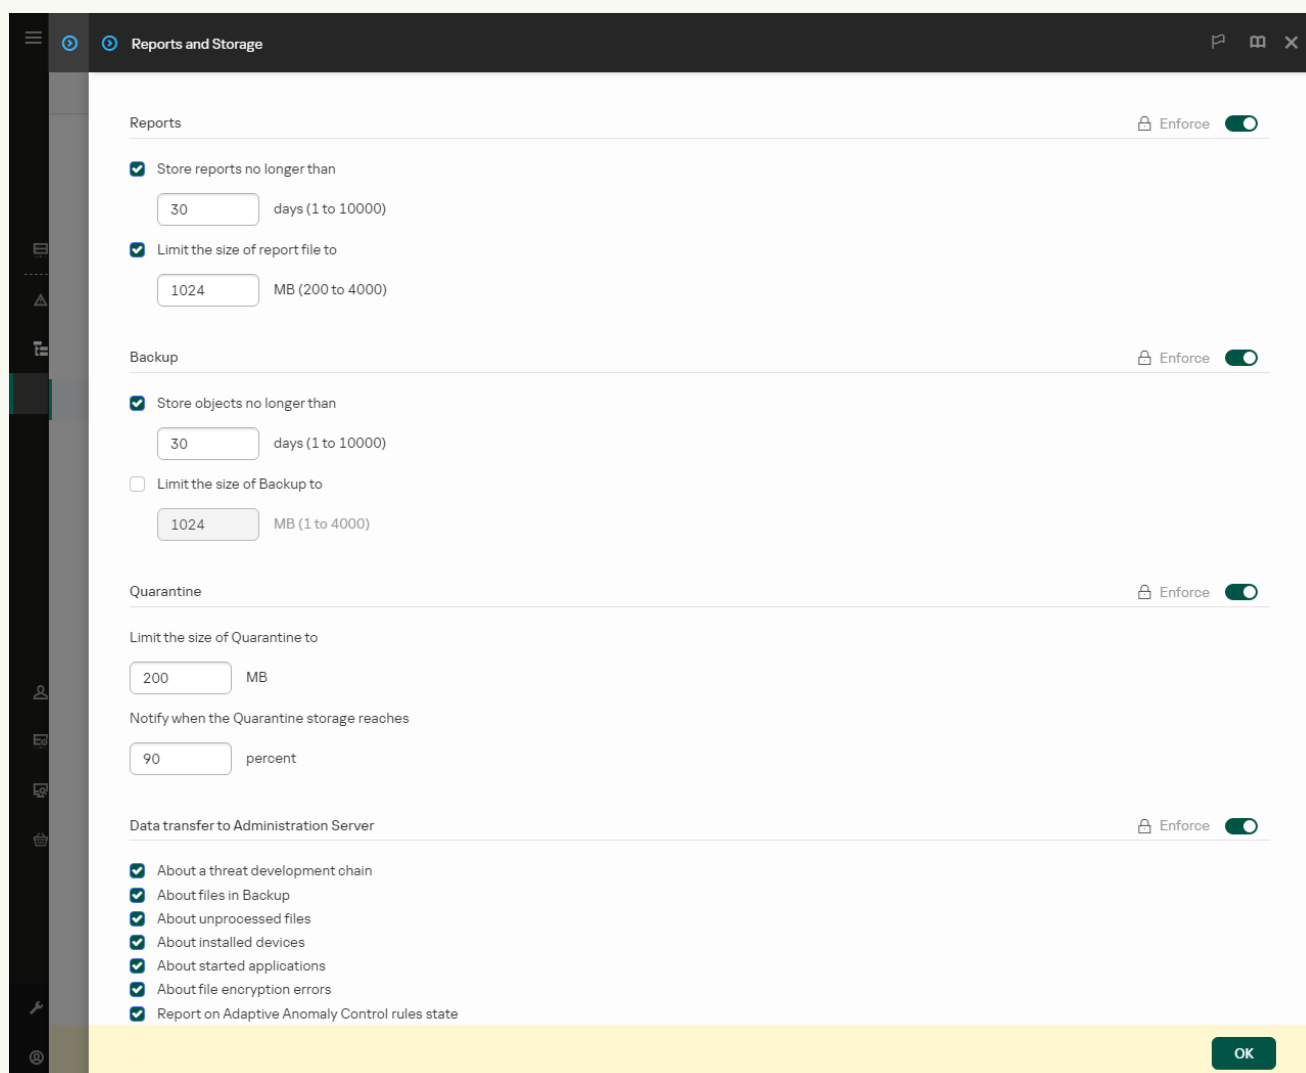 Reports and Storage
Reports
Enforce
Store reports no longer than
30 days (1 to 10000)
Limit the size of report file to
1024 MB (200 to 4000)
Backup
Enforce
Store objects no longer than
30 days (1 to 10000)
Limit the size of Backup to
1024 MB (1 to 4000)
Quarantine
Enforce
Limit the size of Quarantine to
200 MB
Notify when the Quarantine storage reaches
90 percent
Data transfer to Administration Server
Enforce
About a threat development chain
About files in Backup
About unprocessed files
About installed devices
About started applications
About file encryption errors
Report on Adaptive Anomaly Control rules state
OK